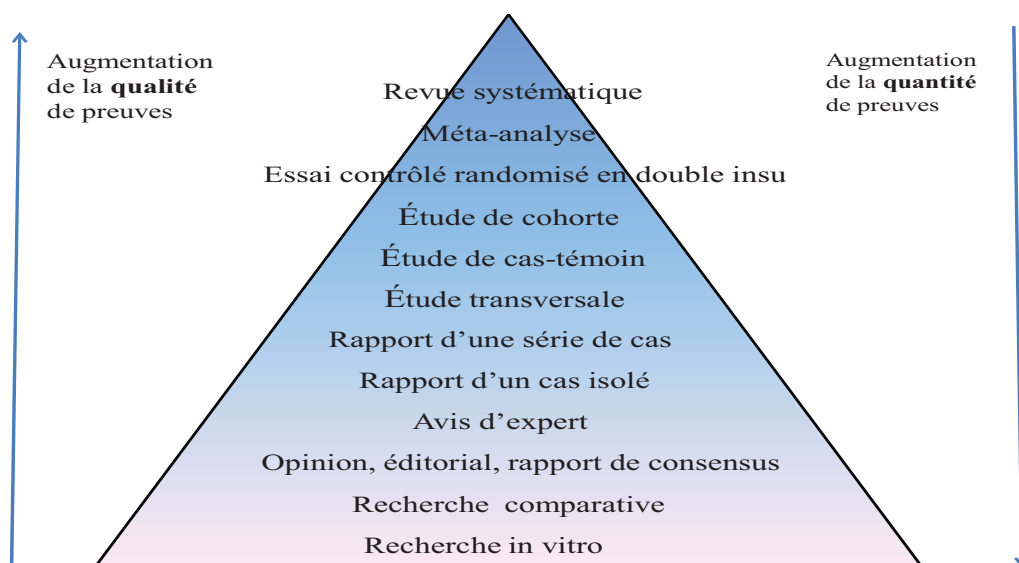 Augmentation
de la qualité
de preuves
Augmentation
de la quantité
de preuves
Revue systématique
Méta-analyse
Essai contrôlé randomisé en double insu
Étude de cohorte
Étude de cas-témoin
Étude transversale
Rapport d’une série de cas
Rapport d’un cas isolé
Avis d’expert
Opinion, éditorial, rapport de consensus
Recherche comparative
Recherche in vitro